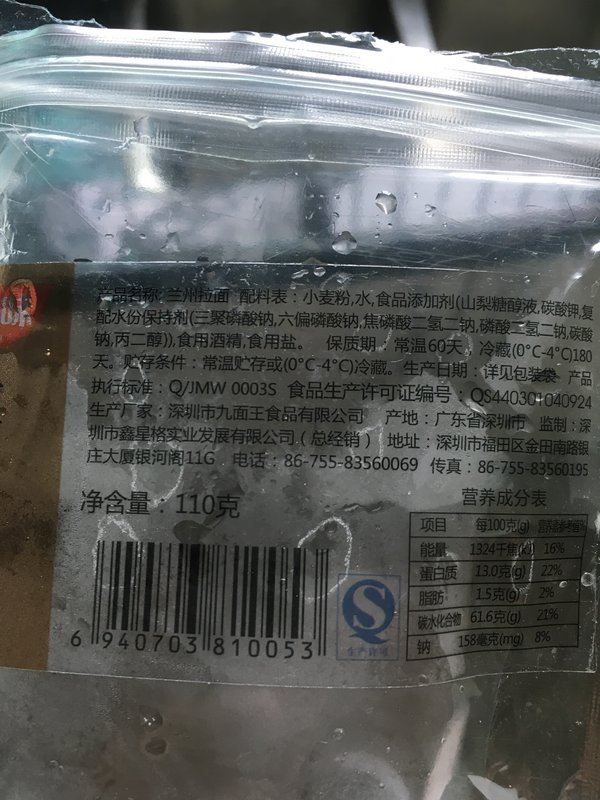 产品名称：兰州拉面 配料表：小麦粉,水,食品添加剂(山梨糖醇液,碳酸钾,复
配水份保持剂(三聚磷酸钠,六偏磷酸钠,焦磷酸二氢二钠,磷酸二氢二钠,碳酸
钠,丙二醇)),食用酒精,食用盐。 保质期：常温60天，冷藏(0°C-4°C)180
天。贮存条件：常温贮存或(0°C-4°C)冷藏。生产日期：详见包装袋 产品
执行标准：Q/JMW 0003S 食品生产许可证编号：QS440301040924
生产厂家：深圳市九面王食品有限公司 产地：广东省深圳市 监制：深
圳市鑫星格实业发展有限公司（总经销） 地址：深圳市福田区金田南路银
庄大厦银河阁11G 电话：86-755-83560069 传真：86-755-83560195
净含量：110克
营养成分表
项目 每100克(g) 营养素参考值%
能量 1324千焦(kJ) 16%
蛋白质 13.0克(g) 22%
脂肪 1.5克(g) 2%
碳水化合物 61.6克(g) 21%
钠 158毫克(mg) 8%
生产许可
6 940703 810053